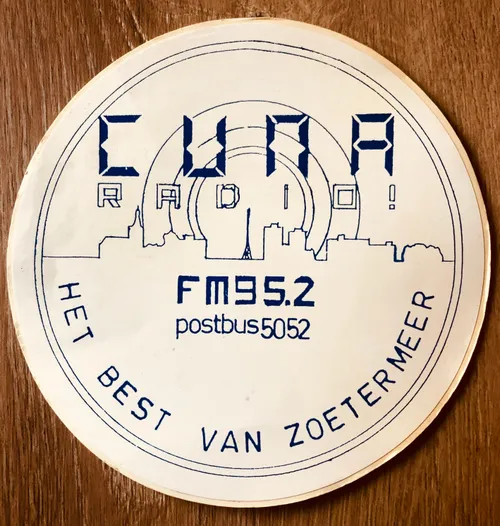 CUNA
RADIO!
FM95.2
postbus5052
HET BEST VAN ZOETERMEER